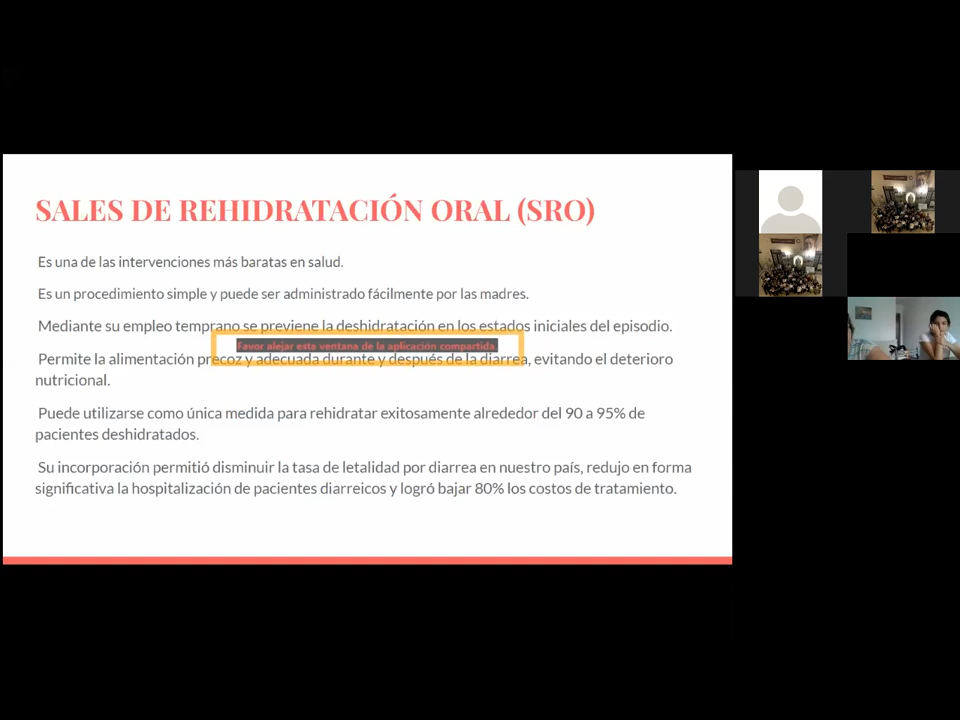 SALES DE REHIDRATACIÓN ORAL (SRO)
Es una de las intervenciones más baratas en salud.
Es un procedimiento simple y puede ser administrado fácilmente por las madres.
Mediante su empleo temprano se previene la deshidratación en los estados iniciales del episodio.
Favor alejar esta ventana de la aplicación compartida
Permite la alimentación precoz y adecuada durante y después de la diarrea, evitando el deterioro
nutricional.
Puede utilizarse como única medida para rehidratar exitosamente alrededor del 90 a 95% de
pacientes deshidratados.
Su incorporación permitió disminuir la tasa de letalidad por diarrea en nuestro país, redujo en forma
significativa la hospitalización de pacientes diarreicos y logró bajar 80% los costos de tratamiento.